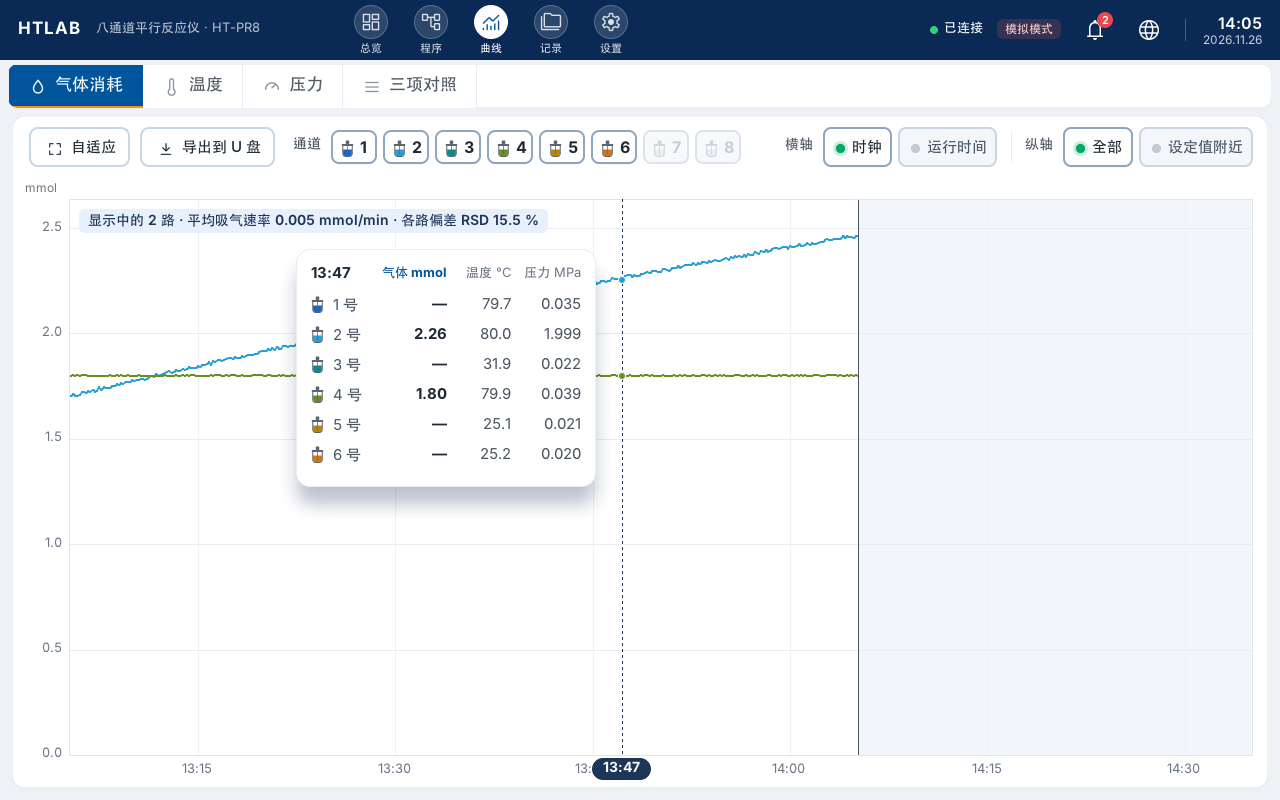 HTLAB 八通道平行反应仪 · HT-PR8
总览 程序 曲线 记录 设置
已连接 模拟模式 2 14:05
2026.11.26
气体消耗 温度 压力 三项对照
自适应 导出到 U 盘 通道 1 2 3 4 5 6 7 8 横轴 时钟 运行时间 纵轴 全部 设定值附近
mmol
显示中的 2 路 · 平均吸气速率 0.005 mmol/min · 各路偏差 RSD 15.5 %
13:47 气体 mmol 温度 °C 压力 MPa
1 号 — 79.7 0.035
2 号 2.26 80.0 1.999
3 号 — 31.9 0.022
4 号 1.80 79.9 0.039
5 号 — 25.1 0.021
6 号 — 25.2 0.020
2.5
2.0
1.5
1.0
0.5
0.0
13:15 13:30 13: 13:47 14:00 14:15 14:30